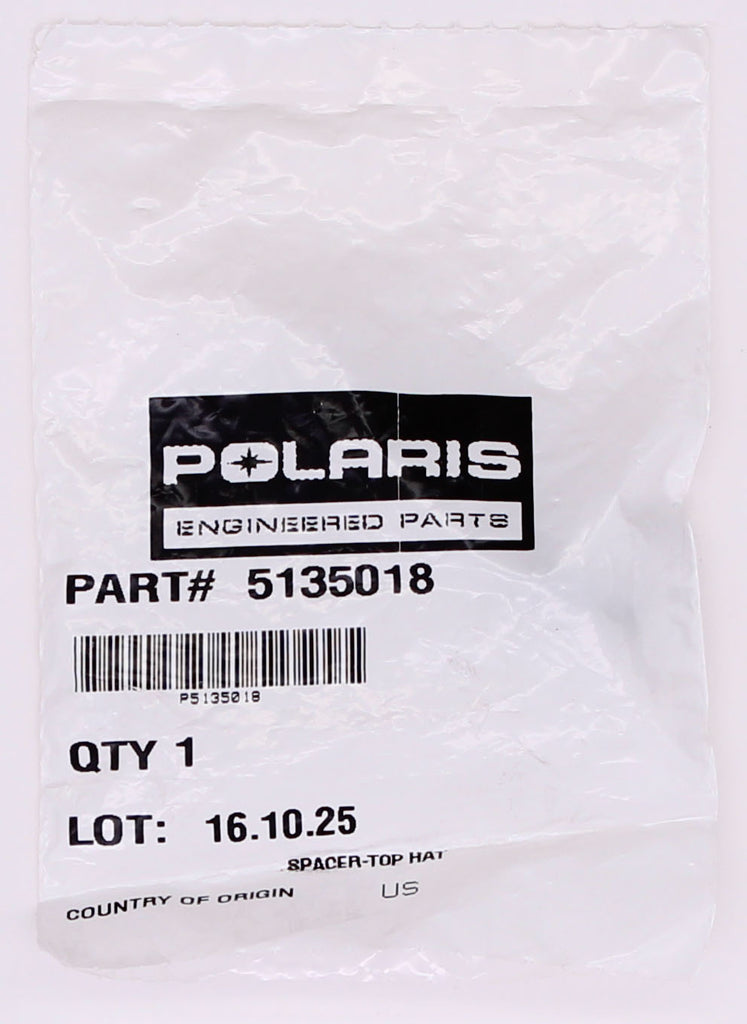 POLARIS
ENGINEERED PARTS
PART# 5135018
P5135018
QTY 1
LOT: 16.10.25
SPACER-TOP HAT
COUNTRY OF ORIGIN US